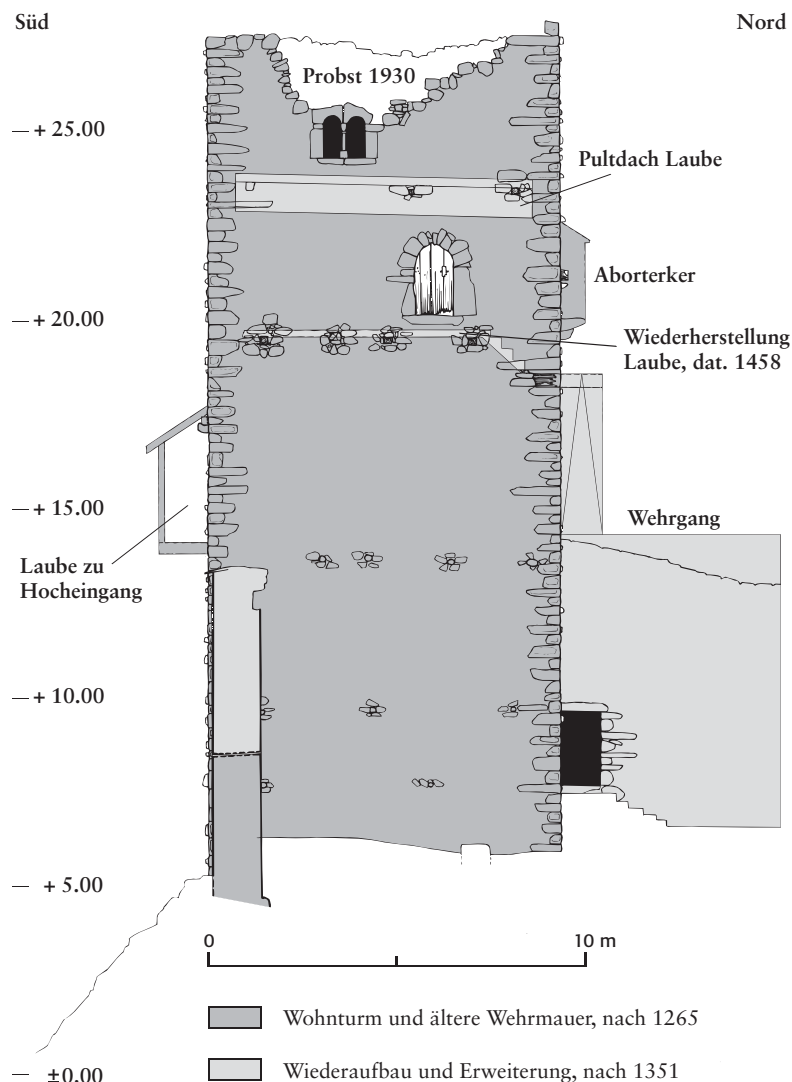 Süd
Nord
Probst 1930
+ 25.00
Pultdach Laube
Aborterker
+ 20.00
Wiederherstellung
Laube, dat. 1458
+ 15.00
Wehrgang
Laube zu
Hocheingang
+ 10.00
+ 5.00
0
10 m
Wohnturm und ältere Wehrmauer, nach 1265
Wiederaufbau und Erweiterung, nach 1351
±0.00